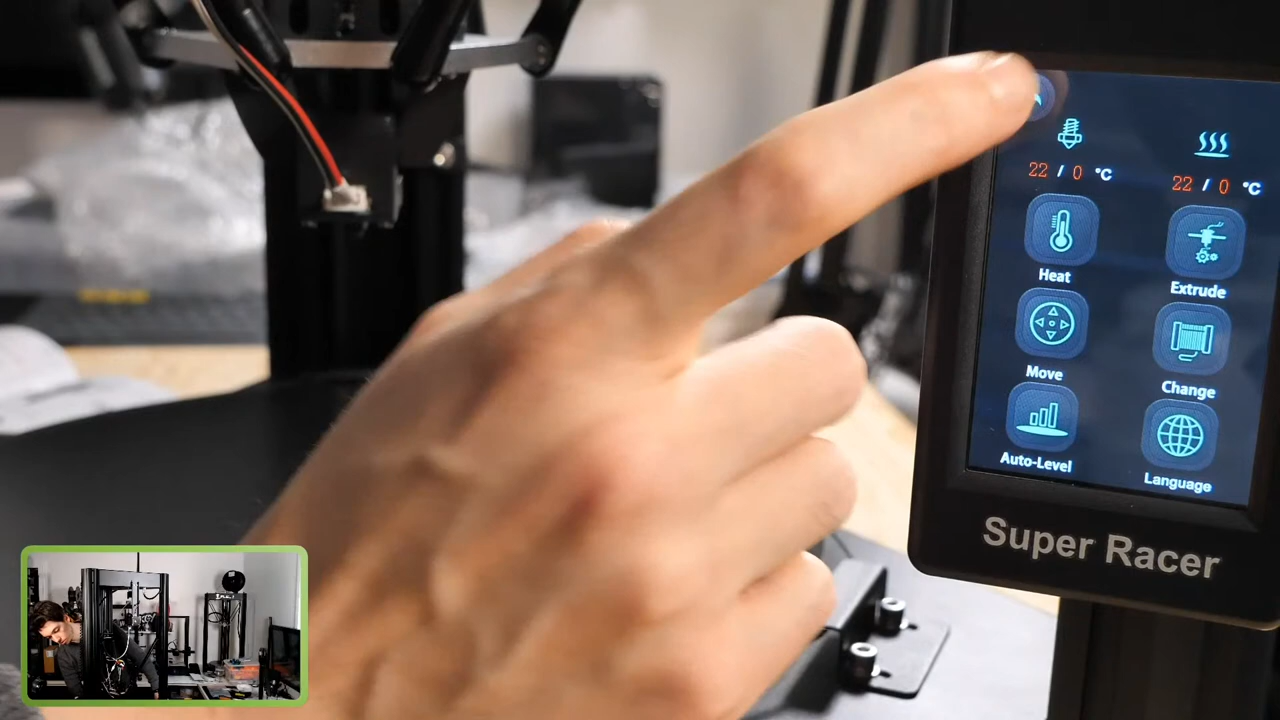 22 / 0 °C
22 / 0 °C
Heat
Extrude
Move
Change
Auto-Level
Language
Super Racer